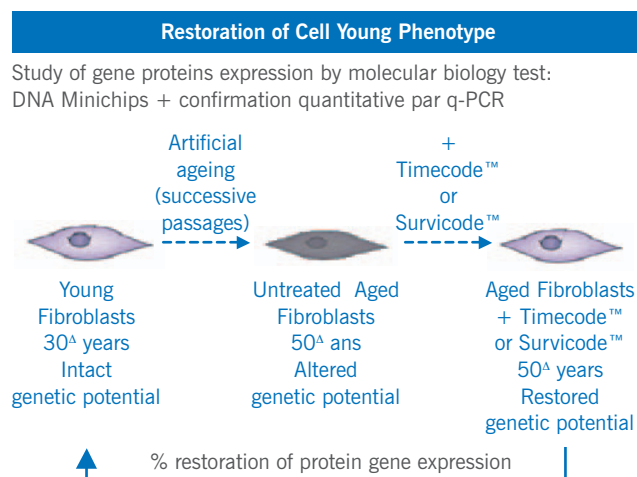 Restoration of Cell Young Phenotype
Study of gene proteins expression by molecular biology test:
DNA Minichips + confirmation quantitative par q-PCR
Artificial
ageing
(successive
passages)
+
Timecode™
or
Survicode™
Young
Fibroblasts
30Δ years
Intact
genetic potential
Untreated Aged
Fibroblasts
50Δ ans
Altered
genetic potential
Aged Fibroblasts
+ Timecode™
or Survicode™
50Δ years
Restored
genetic potential
% restoration of protein gene expression